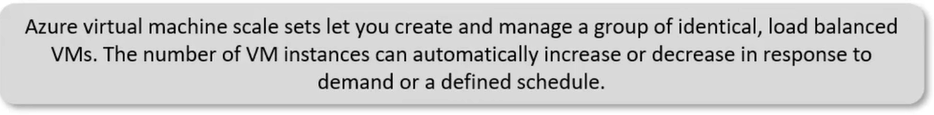 Azure virtual machine scale sets let you create and manage a group of identical, load balanced
VMs. The number of VM instances can automatically increase or decrease in response to
demand or a defined schedule.